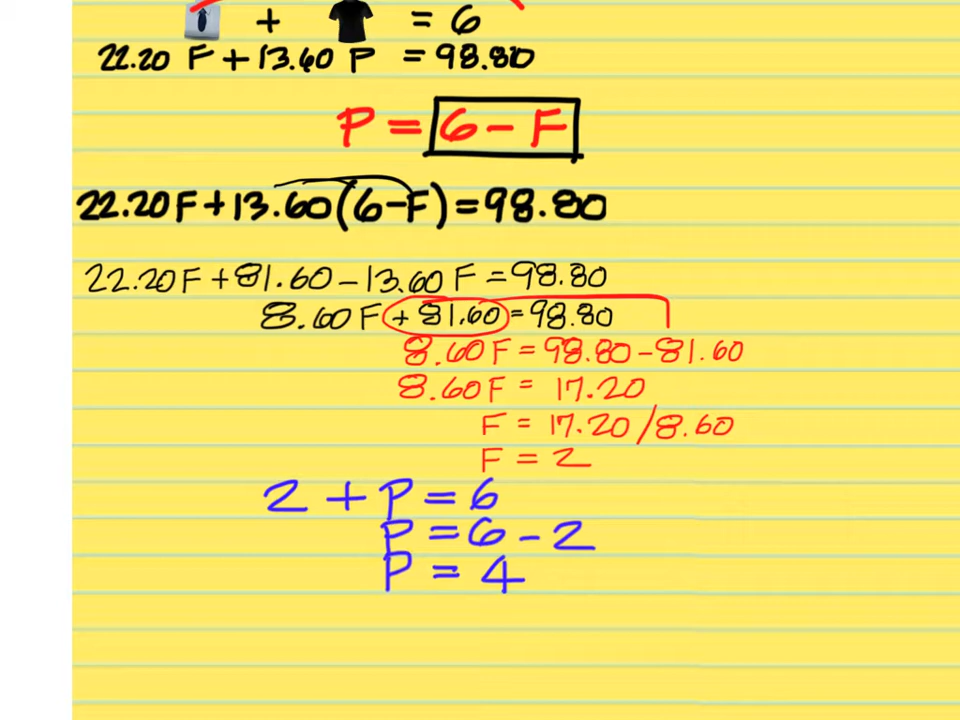 + = 6
22.20 F + 13.60 P = 98.80
P = 6 - F
22.20 F + 13.60 (6 - F) = 98.80
22.20 F + 81.60 - 13.60 F = 98.80
8.60 F + 81.60 = 98.80
8.60 F = 98.80 - 81.60
8.60 F = 17.20
F = 17.20 / 8.60
F = 2
2 + P = 6
P = 6 - 2
P = 4